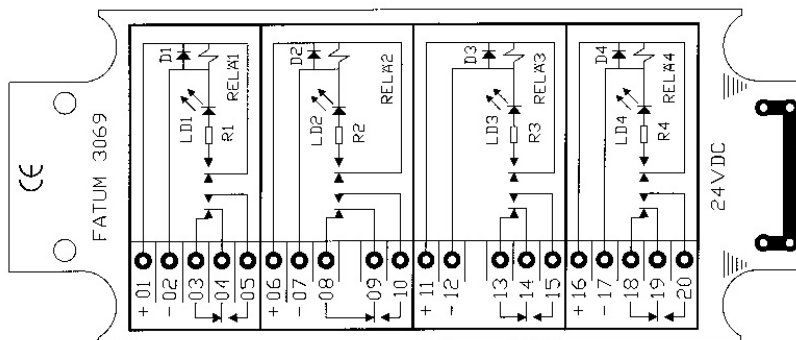 CE
FATUM 3069
D1
RELÄ1
LD1
R1
+ 01
- 02
03
04
05
D2
RELÄ2
LD2
R2
+ 06
- 07
08
09
10
D3
RELÄ3
LD3
R3
+ 11
- 12
13
14
15
D4
RELÄ4
LD4
R4
+ 16
- 17
18
19
20
24VDC